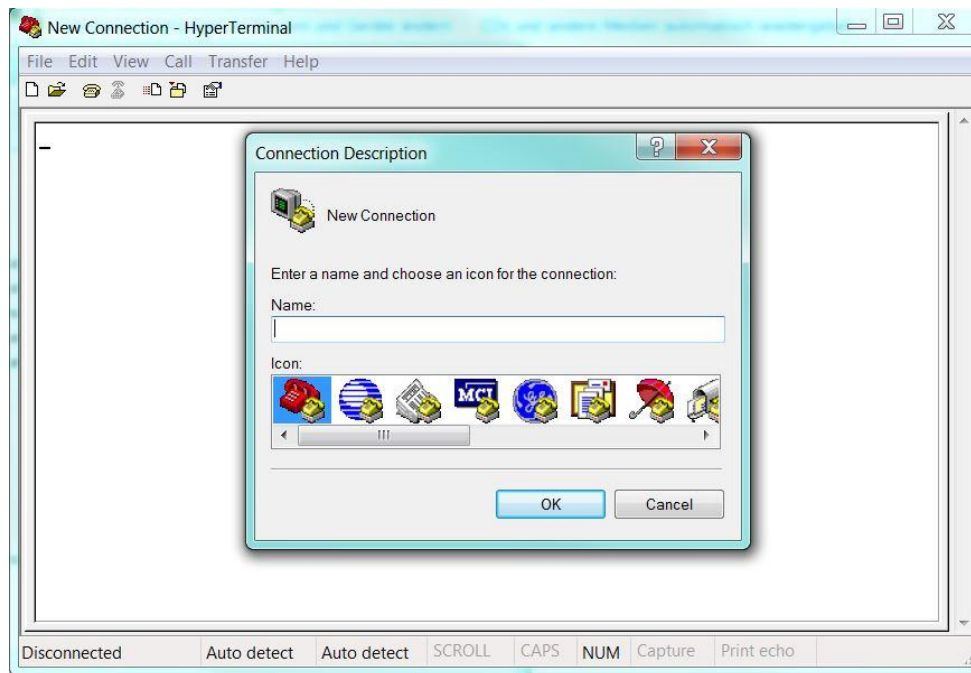 New Connection - HyperTerminal
File Edit View Call Transfer Help
Connection Description
New Connection
Enter a name and choose an icon for the connection:
Name:
Icon:
MCI
OK Cancel
Disconnected Auto detect Auto detect SCROLL CAPS NUM Capture Print echo